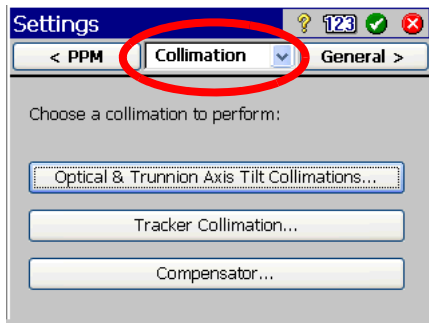 Settings ? 123
< PPM Collimation General >
Choose a collimation to perform:
Optical & Trunnion Axis Tilt Collimations...
Tracker Collimation...
Compensator...